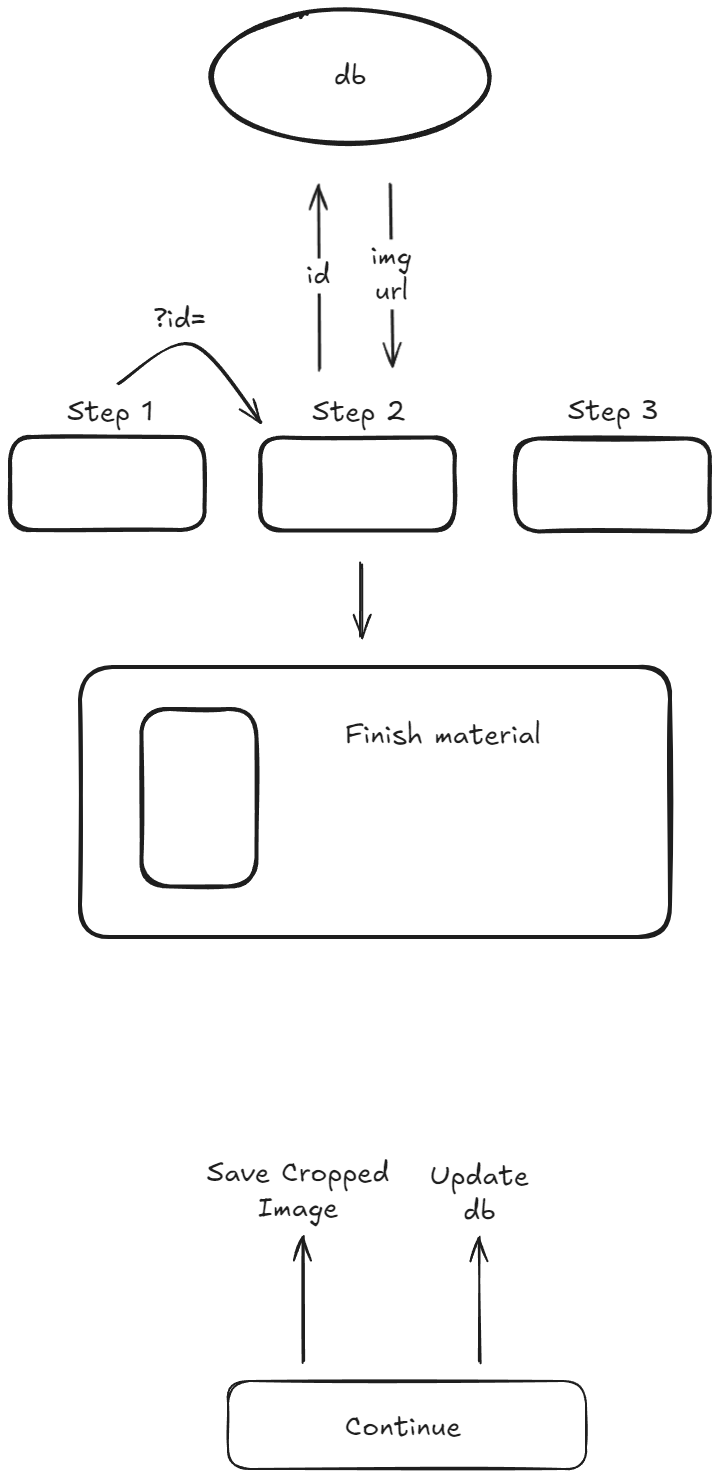 db
id
img
url
?id=
Step 1
Step 2
Step 3
Finish material
Save Cropped
Image
Update
db
Continue